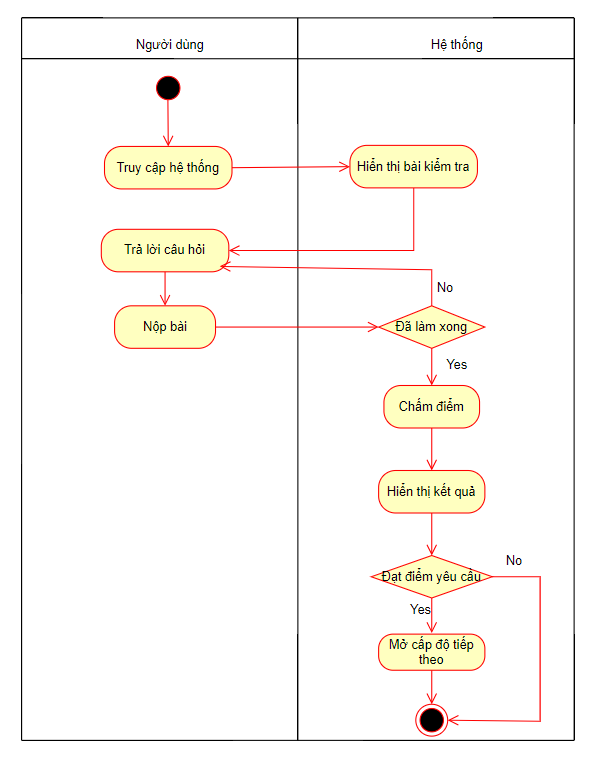 Người dùng
Hệ thống
Truy cập hệ thống
Hiển thị bài kiểm tra
Trả lời câu hỏi
No
Nộp bài
Đã làm xong
Yes
Chấm điểm
Hiển thị kết quả
No
Đạt điểm yêu cầu
Yes
Mở cấp độ tiếp
theo